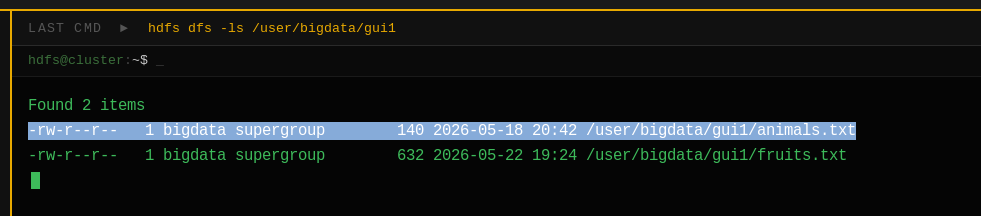 LAST CMD ► hdfs dfs -ls /user/bigdata/gui1
hdfs@cluster:~$ _
Found 2 items
-rw-r--r--   1 bigdata supergroup        140 2026-05-18 20:42 /user/bigdata/gui1/animals.txt
-rw-r--r--   1 bigdata supergroup        632 2026-05-22 19:24 /user/bigdata/gui1/fruits.txt